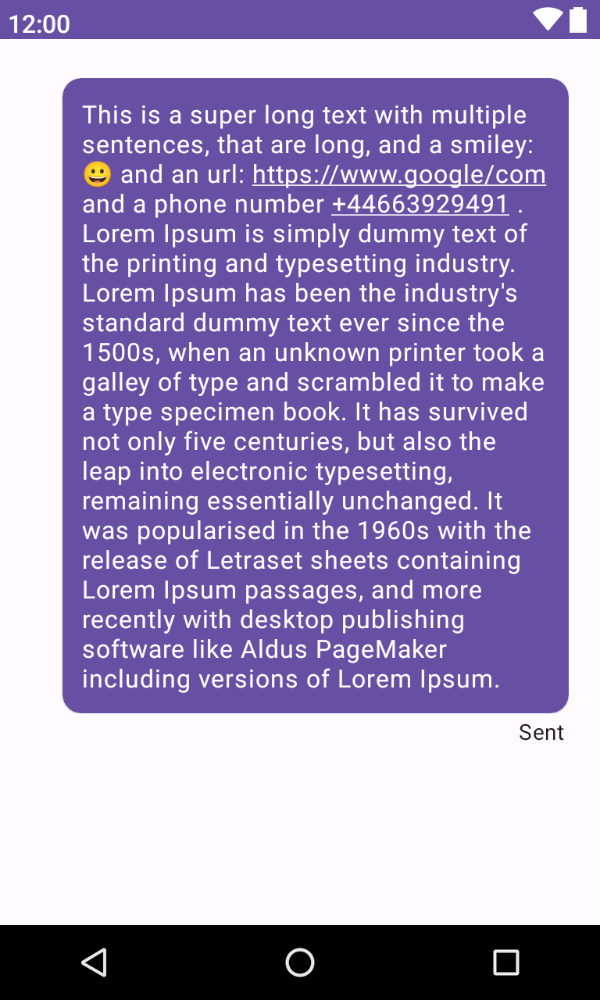 12:00
This is a super long text with multiple
sentences, that are long, and a smiley:
😀 and an url: https://www.google/com
and a phone number +44663929491 .
Lorem Ipsum is simply dummy text of
the printing and typesetting industry.
Lorem Ipsum has been the industry's
standard dummy text ever since the
1500s, when an unknown printer took a
galley of type and scrambled it to make
a type specimen book. It has survived
not only five centuries, but also the
leap into electronic typesetting,
remaining essentially unchanged. It
was popularised in the 1960s with the
release of Letraset sheets containing
Lorem Ipsum passages, and more
recently with desktop publishing
software like Aldus PageMaker
including versions of Lorem Ipsum.
Sent